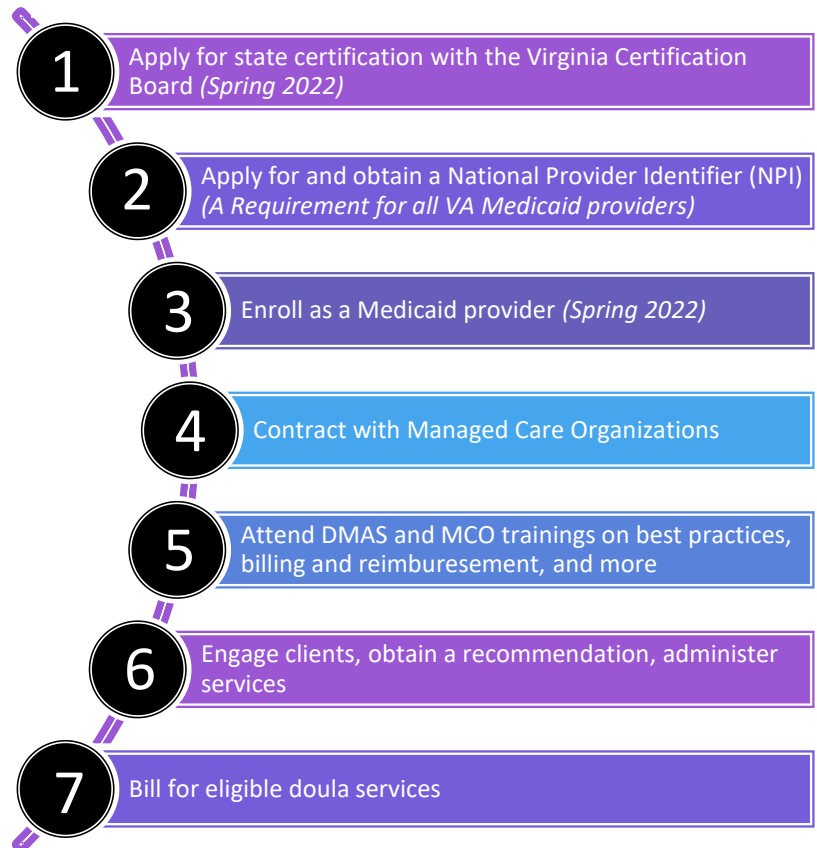 1
Apply for state certification with the Virginia Certification
Board (Spring 2022)
2
Apply for and obtain a National Provider Identifier (NPI)
(A Requirement for all VA Medicaid providers)
3
Enroll as a Medicaid provider (Spring 2022)
4
Contract with Managed Care Organizations
5
Attend DMAS and MCO trainings on best practices,
billing and reimburesement, and more
6
Engage clients, obtain a recommendation, administer
services
7
Bill for eligible doula services